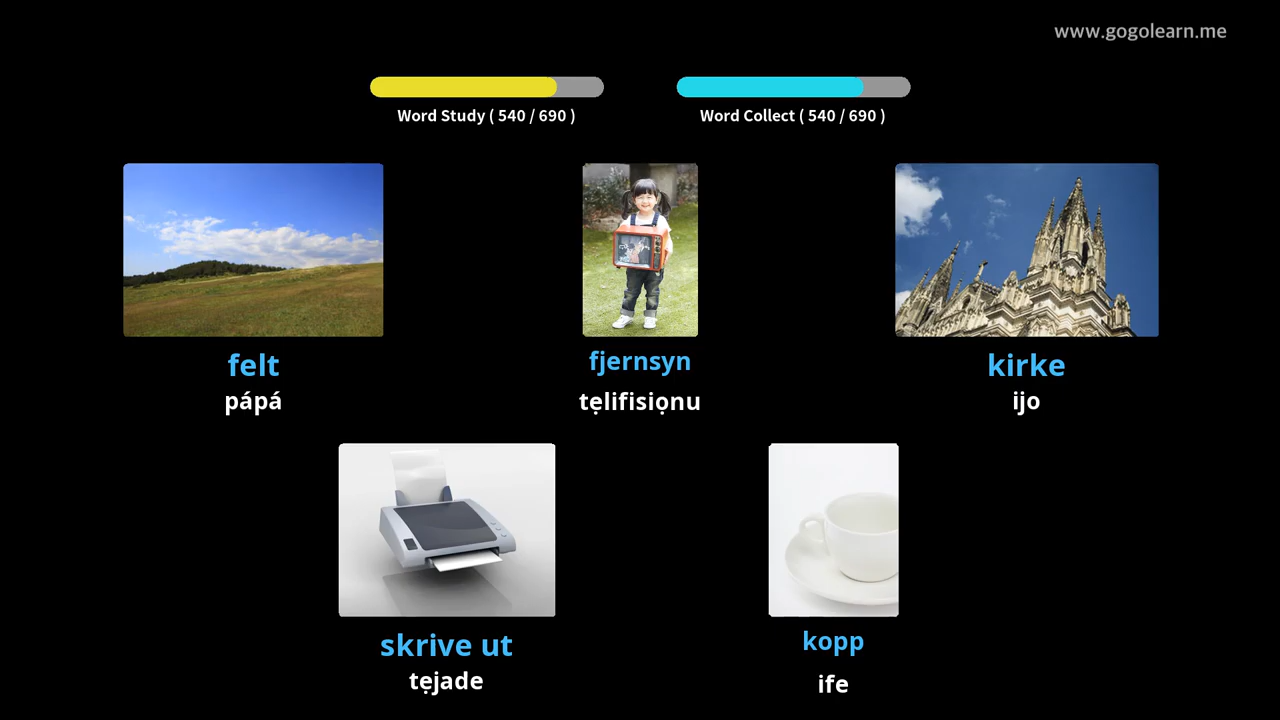 www.gogolearn.me
Word Study ( 540 / 690 )
Word Collect ( 540 / 690 )
felt
pápá
fjernsyn
tẹlifisiọnu
kirke
ijo
skrive ut
tẹjade
kopp
ife